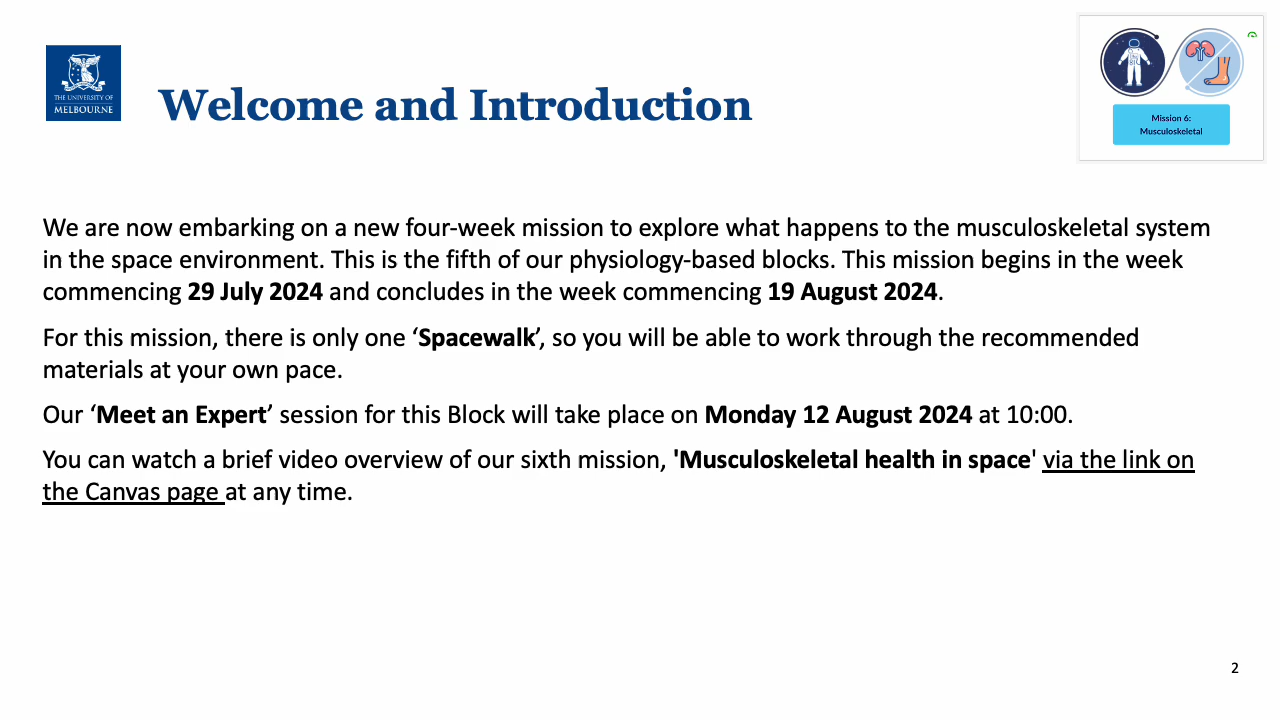 THE UNIVERSITY OF
MELBOURNE
Welcome and Introduction
Mission 6:
Musculoskeletal
We are now embarking on a new four-week mission to explore what happens to the musculoskeletal system
in the space environment. This is the fifth of our physiology-based blocks. This mission begins in the week
commencing 29 July 2024 and concludes in the week commencing 19 August 2024.
For this mission, there is only one ‘Spacewalk’, so you will be able to work through the recommended
materials at your own pace.
Our ‘Meet an Expert’ session for this Block will take place on Monday 12 August 2024 at 10:00.
You can watch a brief video overview of our sixth mission, 'Musculoskeletal health in space' via the link on
the Canvas page at any time.
2